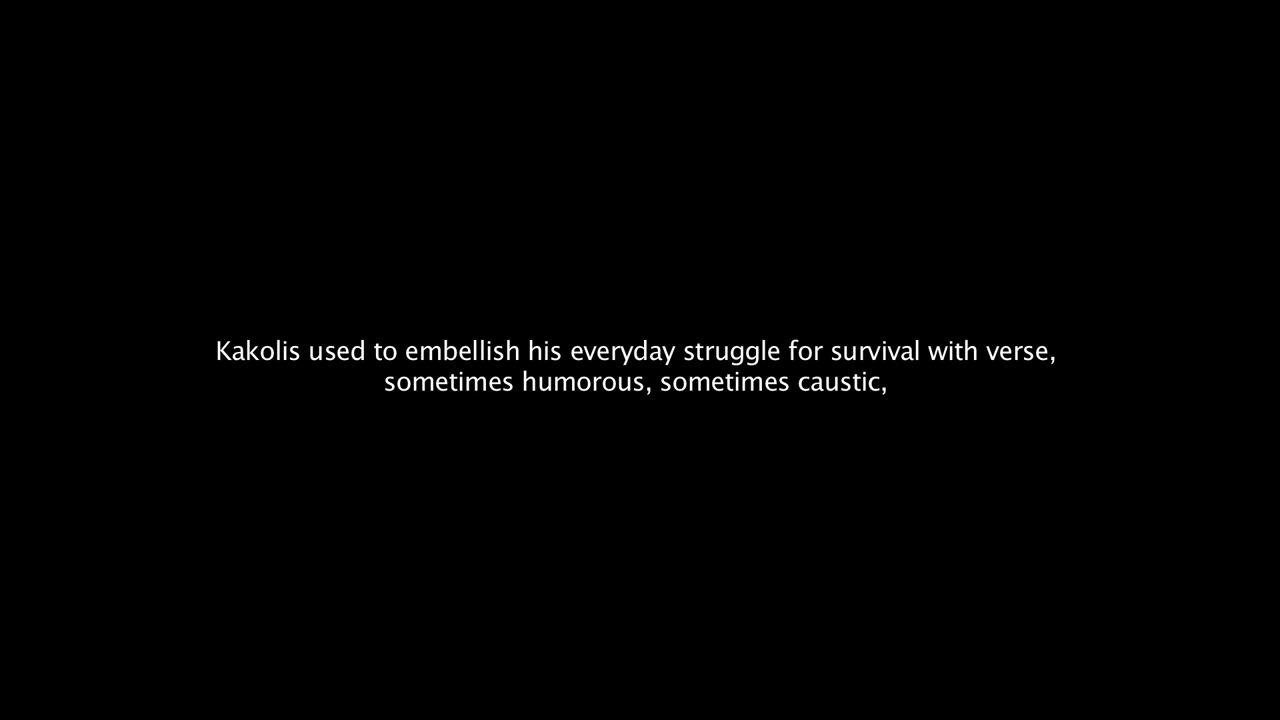 Kakolis used to embellish his everyday struggle for survival with verse,
sometimes humorous, sometimes caustic,